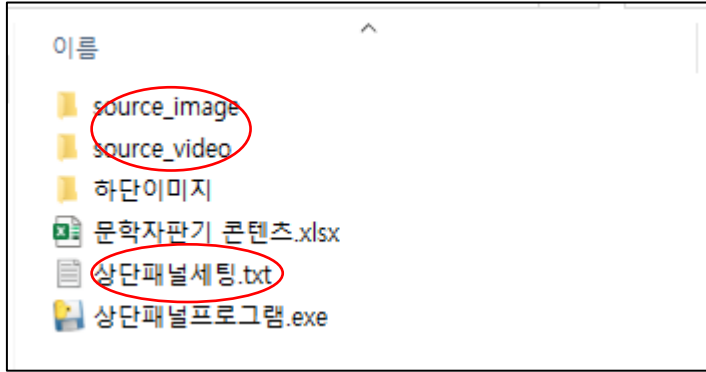 이름
source_image
source_video
하단이미지
문학자판기 콘텐츠.xlsx
상단패널세팅.txt
상단패널프로그램.exe